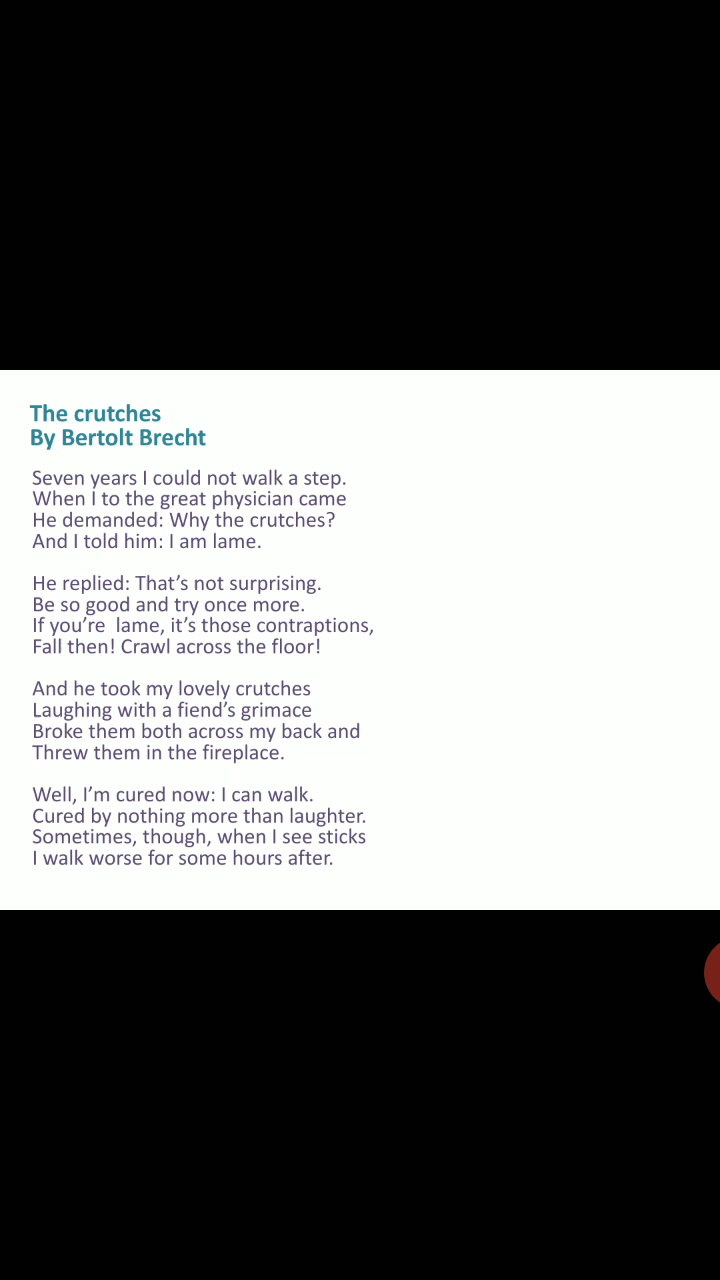 The crutches
By Bertolt Brecht
Seven years I could not walk a step.
When I to the great physician came
He demanded: Why the crutches?
And I told him: I am lame.
He replied: That’s not surprising.
Be so good and try once more.
If you’re  lame, it’s those contraptions,
Fall then! Crawl across the floor!
And he took my lovely crutches
Laughing with a fiend’s grimace
Broke them both across my back and
Threw them in the fireplace.
Well, I’m cured now: I can walk.
Cured by nothing more than laughter.
Sometimes, though, when I see sticks
I walk worse for some hours after.